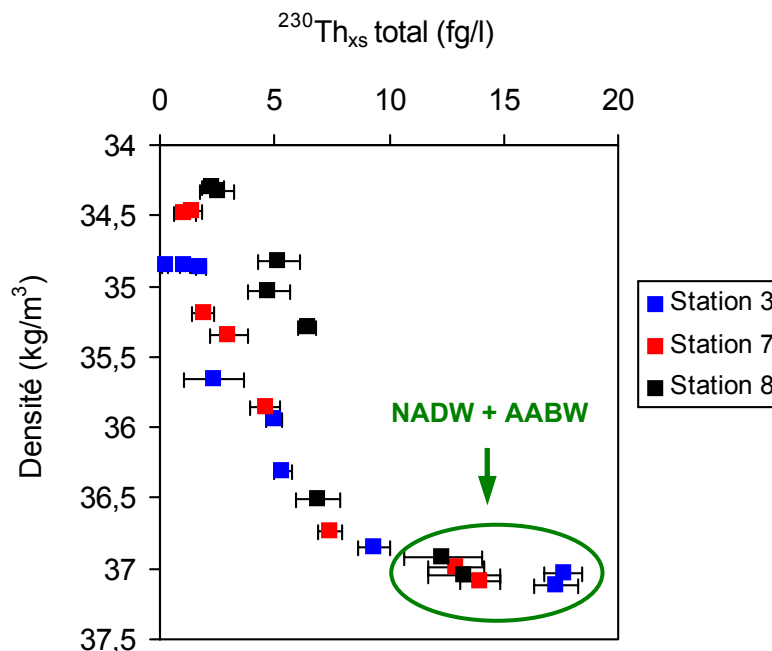 ²³⁰Thxs total (fg/l)
0 5 10 15 20
34
34,5
35
35,5
36
36,5
37
37,5
Densité (kg/m³)
NADW + AABW
Station 3
Station 7
Station 8